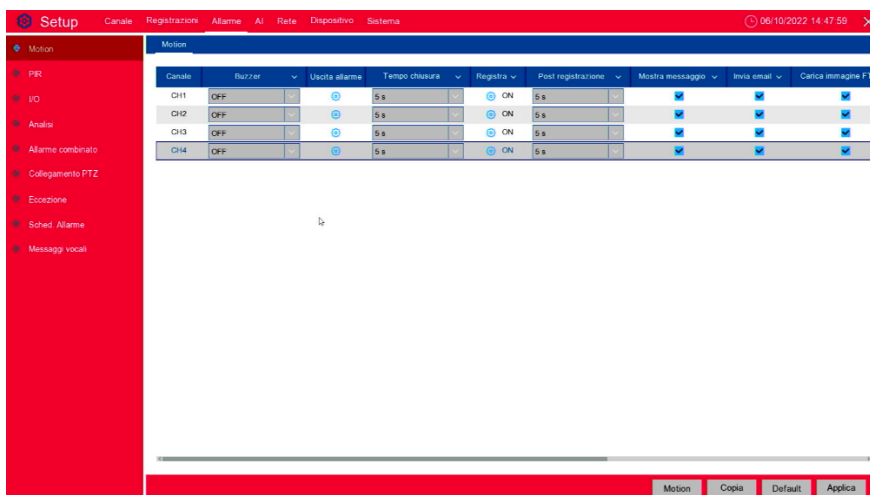 Setup Canale Registrazioni Allarme AI Rete Dispositivo Sistema 06/10/2022 14:47:59
Motion
PIR
I/O
Analisi
Allarme combinato
Collegamento PTZ
Eccezione
Sched. Allarme
Messaggi vocali
Motion
Canale Buzzer Uscita allarme Tempo chiusura Registra Post registrazione Mostra messaggio Invia email Carica immagine FT
CH1 OFF 5 s ON 5 s
CH2 OFF 5 s ON 5 s
CH3 OFF 5 s ON 5 s
CH4 OFF 5 s ON 5 s
Motion Copia Default Applica